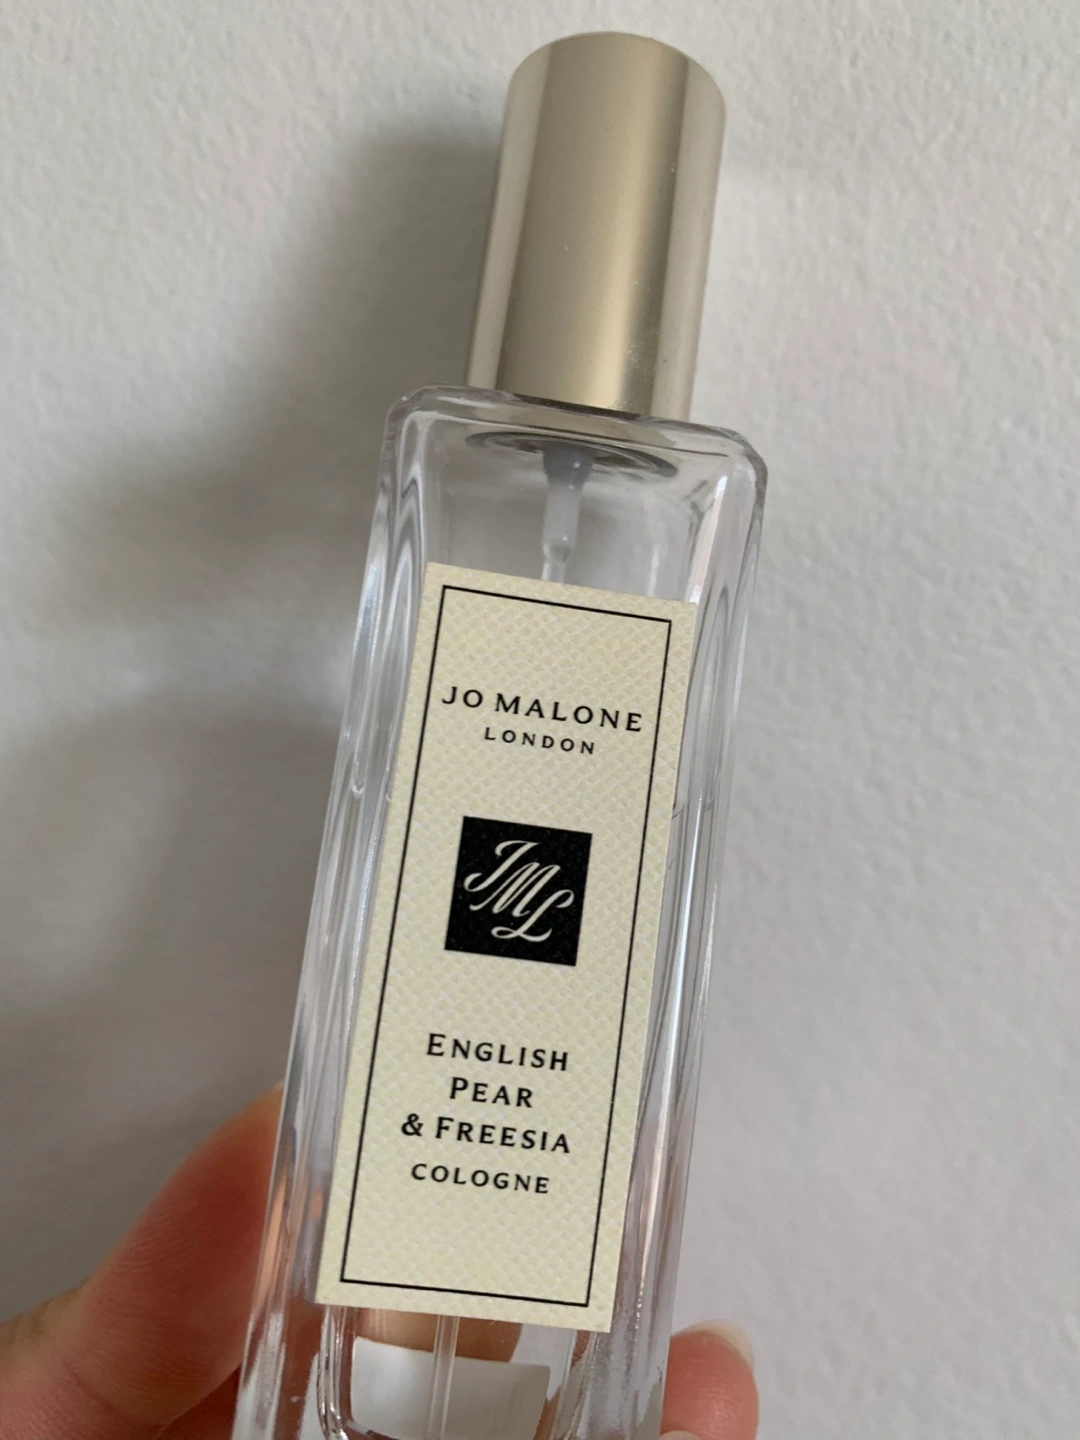 JO MALONE
LONDON
JML
ENGLISH
PEAR
& FREESIA
COLOGNE